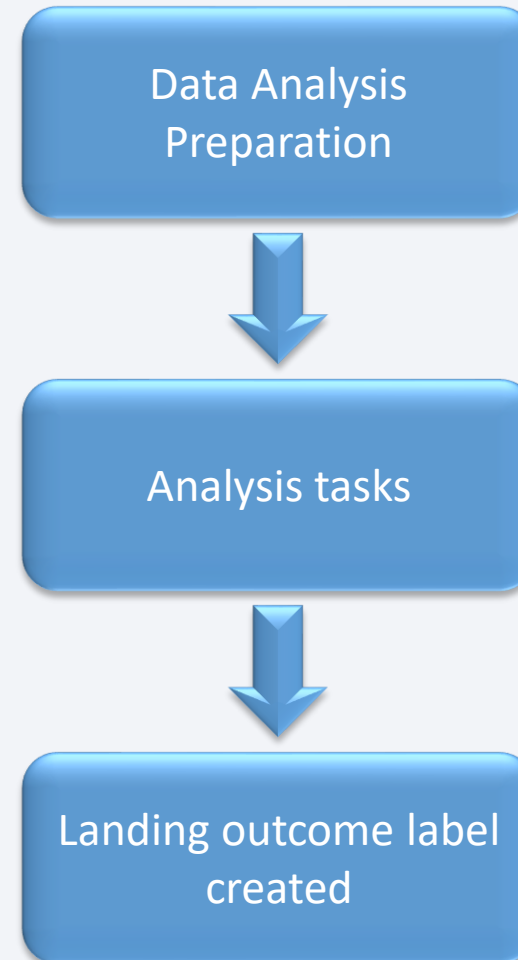 Data Analysis
Preparation
Analysis tasks
Landing outcome label
created